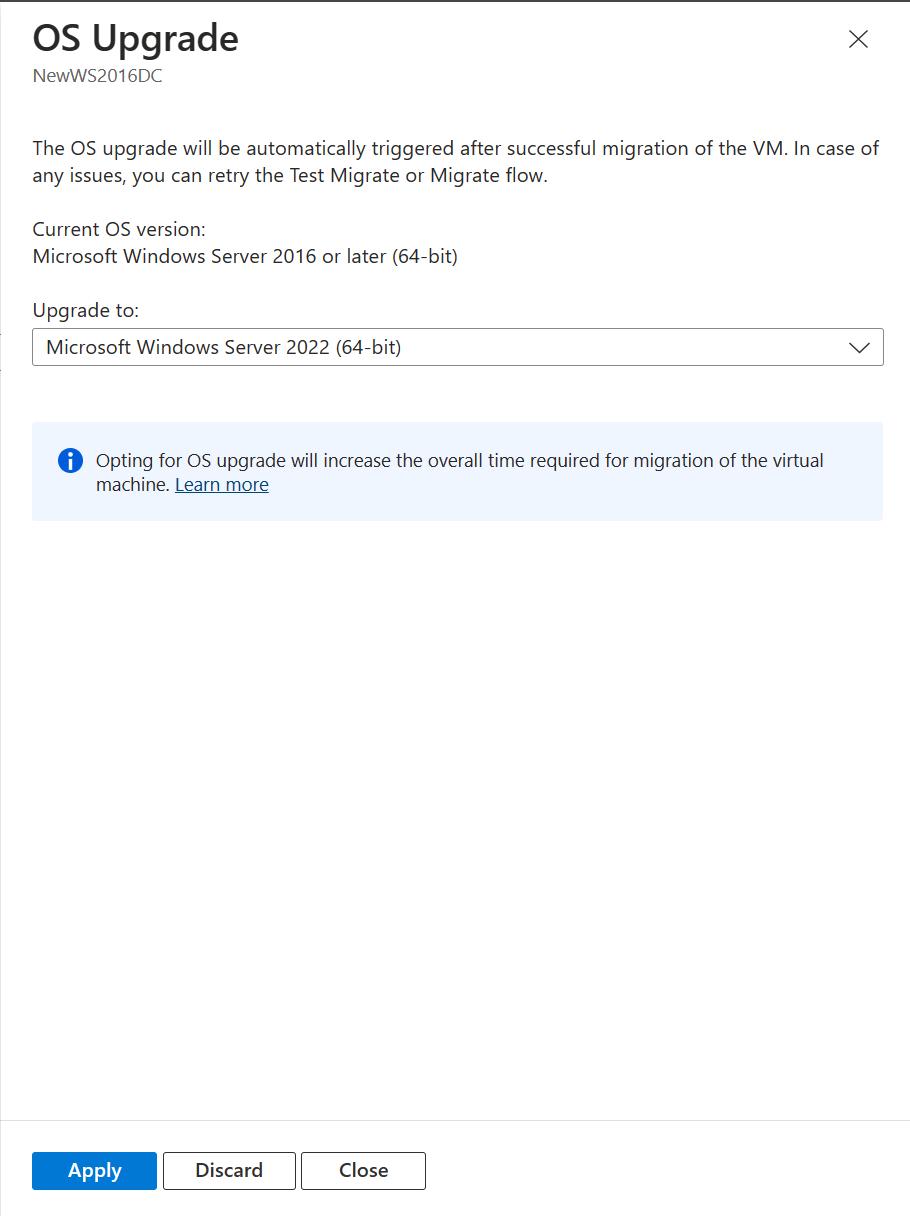 OS Upgrade
NewWS2016DC
The OS upgrade will be automatically triggered after successful migration of the VM. In case of
any issues, you can retry the Test Migrate or Migrate flow.
Current OS version:
Microsoft Windows Server 2016 or later (64-bit)
Upgrade to:
Microsoft Windows Server 2022 (64-bit)
Opting for OS upgrade will increase the overall time required for migration of the virtual
machine. Learn more
Apply
Discard
Close